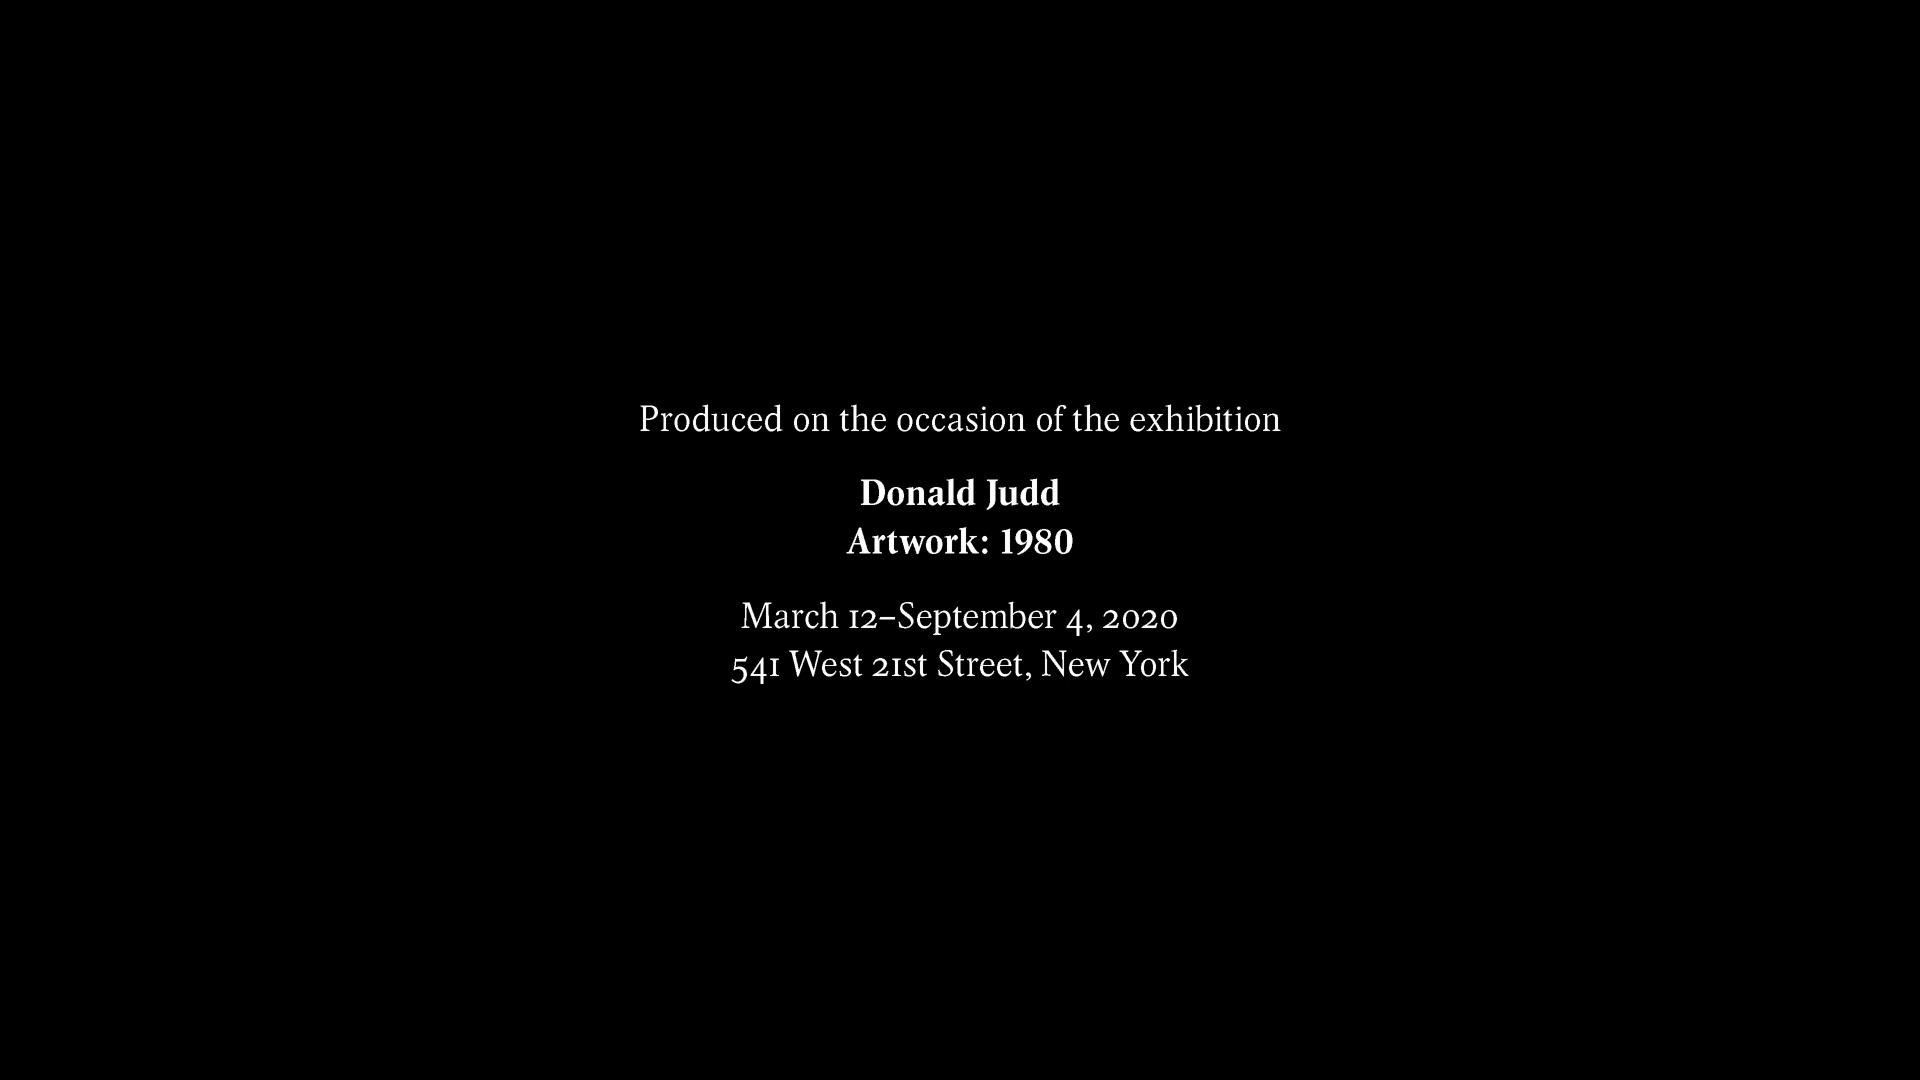 Produced on the occasion of the exhibition
Donald Judd
Artwork: 1980
March 12–September 4, 2020
541 West 21st Street, New York